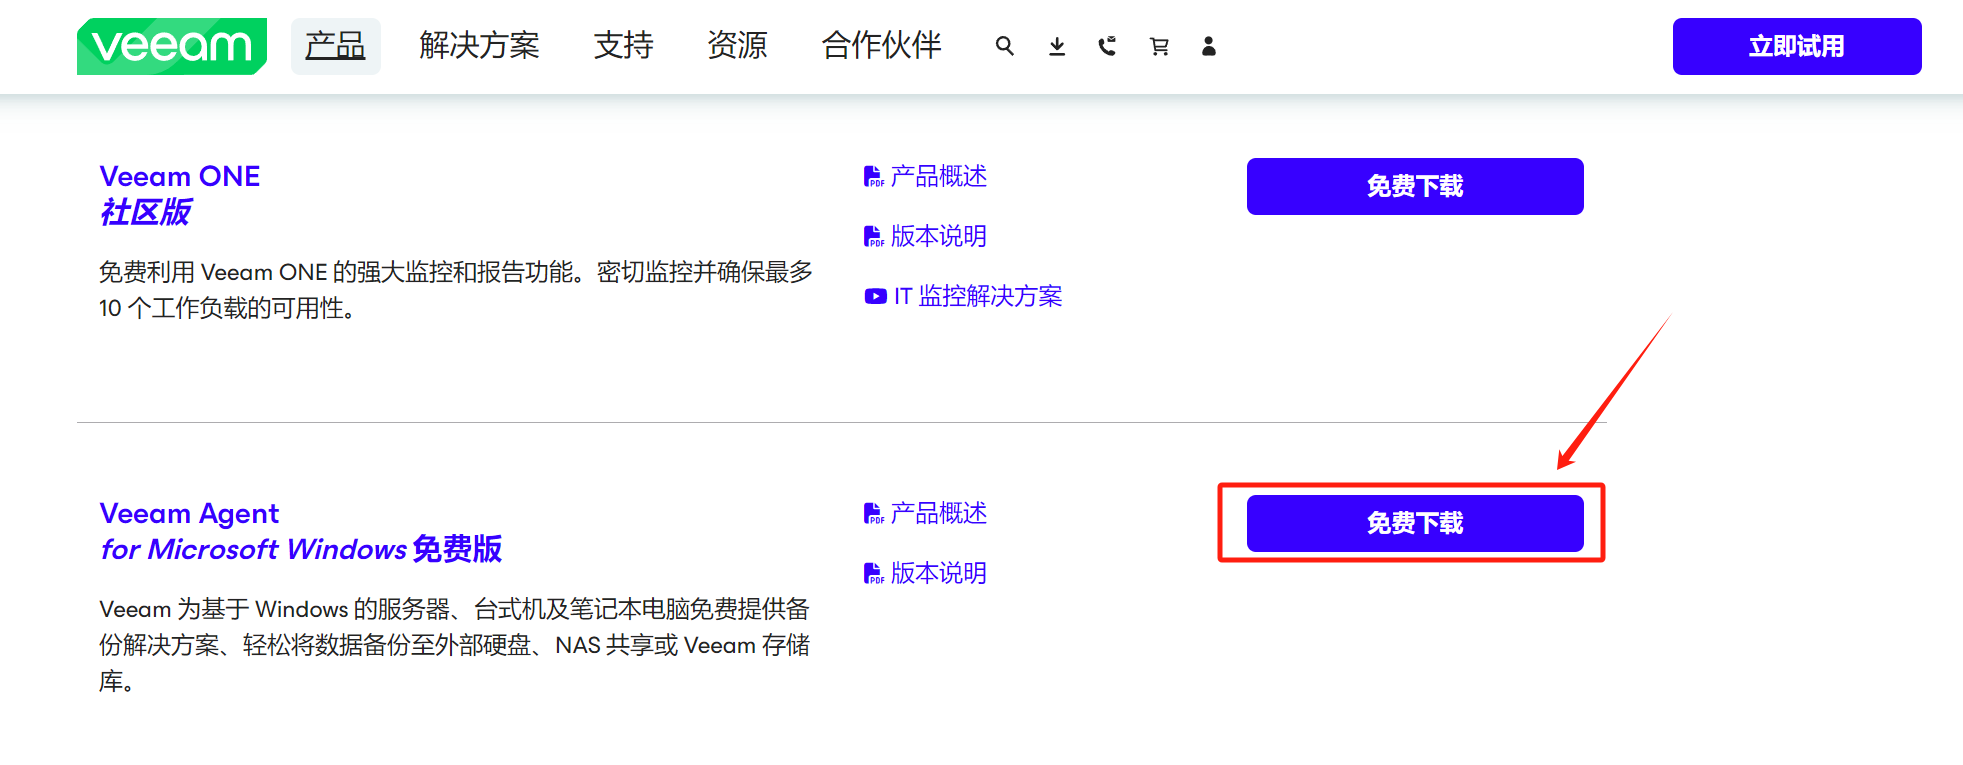 veeam 产品 解决方案 支持 资源 合作伙伴 立即试用
Veeam ONE
社区版
免费利用 Veeam ONE 的强大监控和报告功能。密切监控并确保最多
10 个工作负载的可用性。
PDF 产品概述
PDF 版本说明
IT 监控解决方案
免费下载
Veeam Agent
for Microsoft Windows 免费版
Veeam 为基于 Windows 的服务器、台式机及笔记本电脑免费提供备
份解决方案、轻松将数据备份至外部硬盘、NAS 共享或 Veeam 存储
库。
PDF 产品概述
PDF 版本说明
免费下载